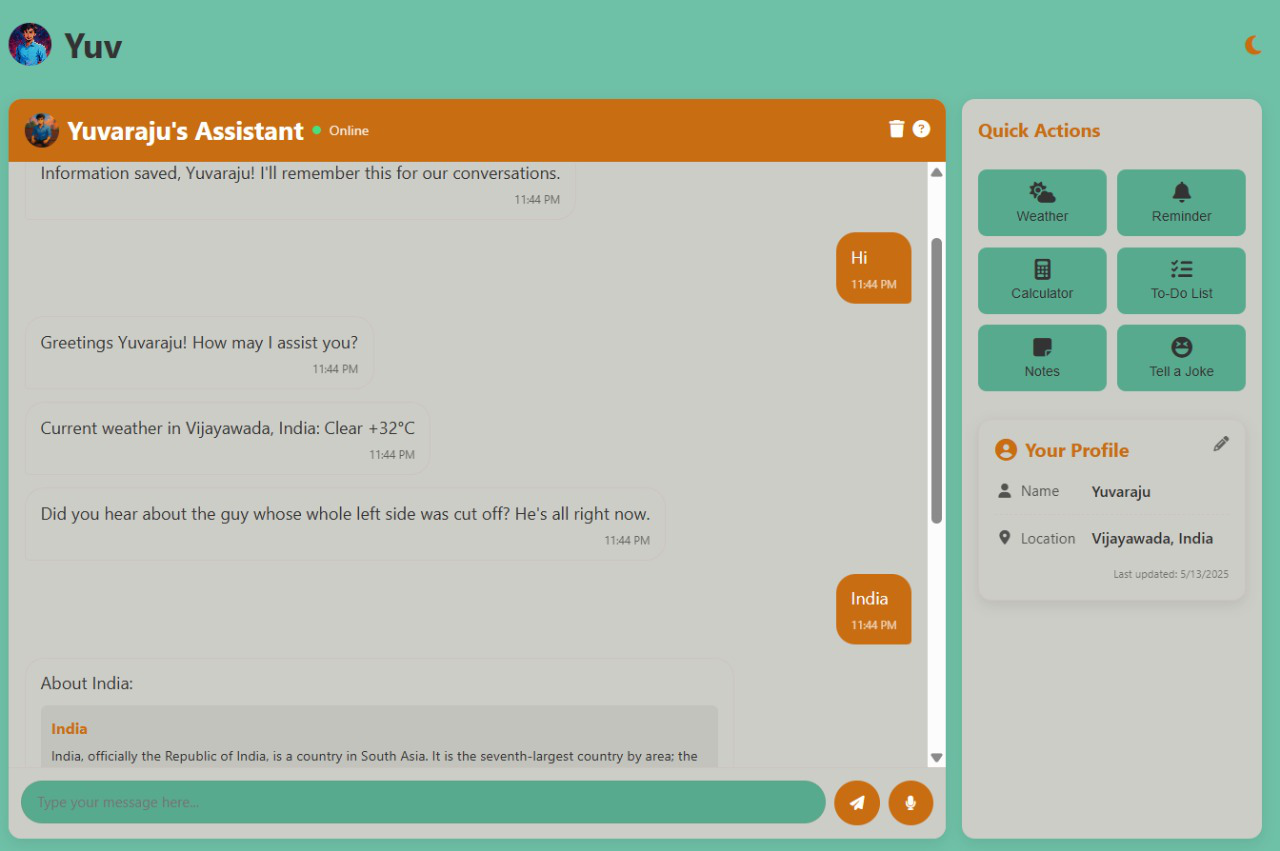 Yuv
Yuvaraju's Assistant
Online
?
Information saved, Yuvaraju! I'll remember this for our conversations.
11:44 PM
Hi
11:44 PM
Greetings Yuvaraju! How may I assist you?
11:44 PM
Current weather in Vijayawada, India: Clear +32°C
11:44 PM
Did you hear about the guy whose whole left side was cut off? He's all right now.
11:44 PM
India
11:44 PM
About India:
India
India, officially the Republic of India, is a country in South Asia. It is the seventh-largest country by area; the
Type your message here...
Quick Actions
Weather
Reminder
Calculator
To-Do List
Notes
Tell a Joke
Your Profile
Name Yuvaraju
Location Vijayawada, India
Last updated: 5/13/2025